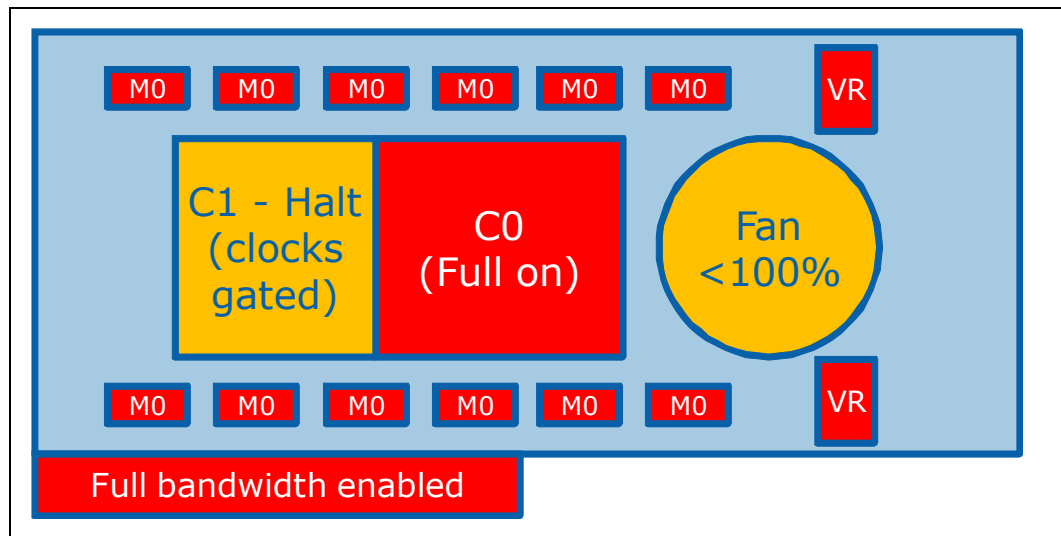 M0 M0 M0 M0 M0 M0 VR
C1 - Halt
(clocks
gated)
C0
(Full on)
Fan
<100%
M0 M0 M0 M0 M0 M0 VR
Full bandwidth enabled